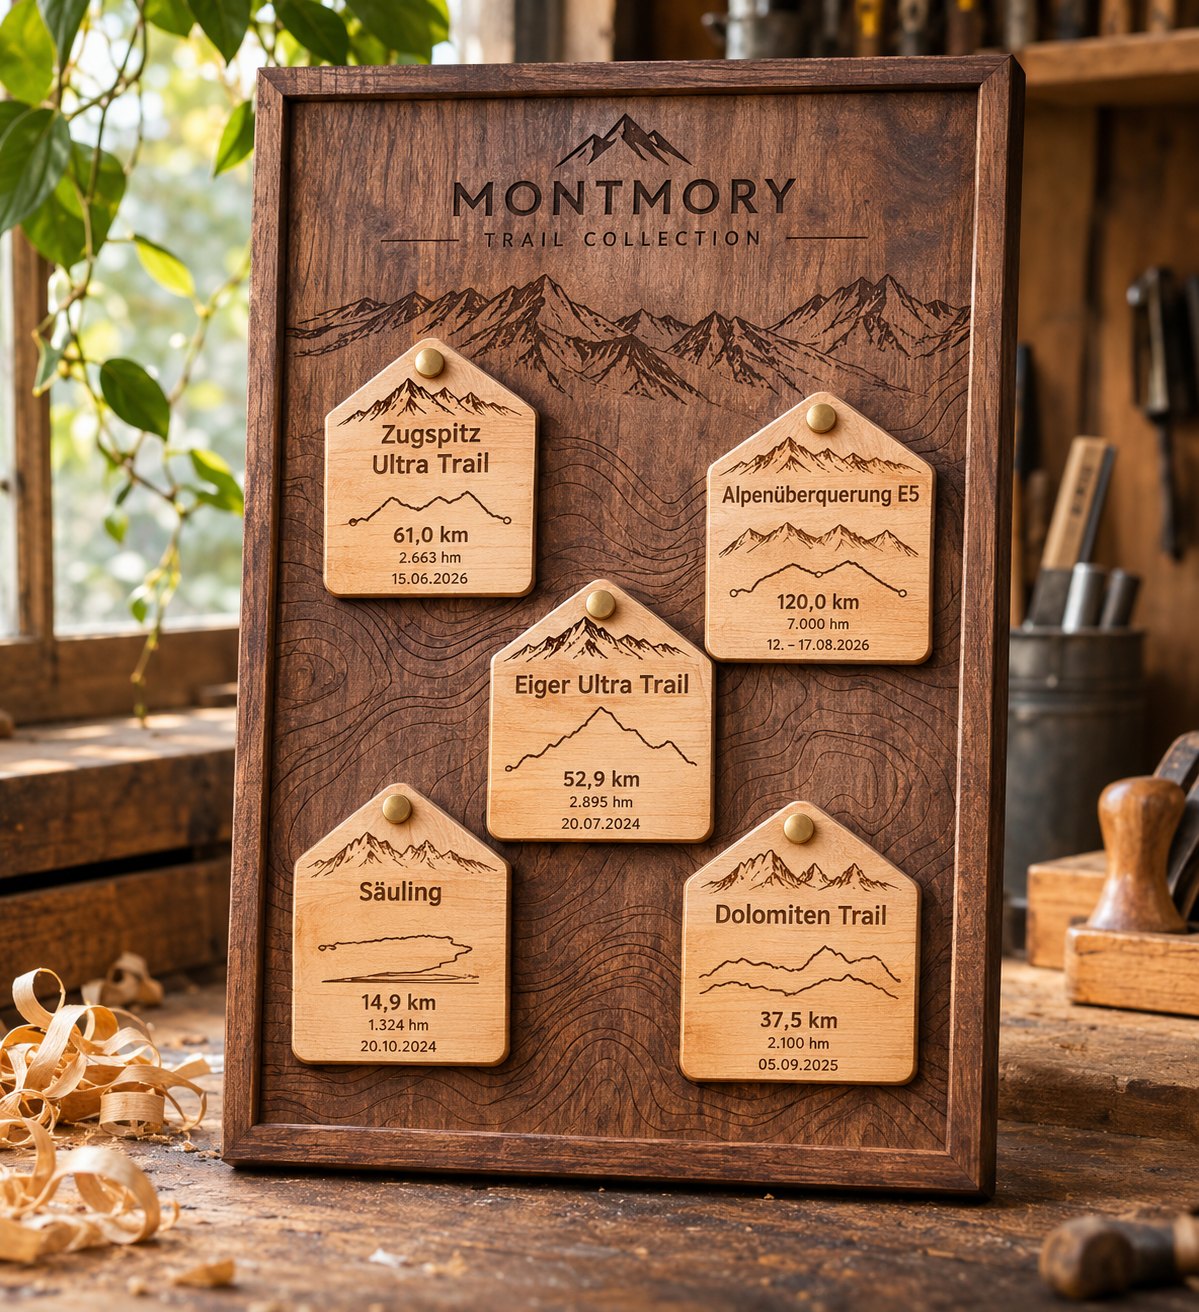 MONTMORY
TRAIL COLLECTION
Zugspitz
Ultra Trail
61,0 km
2.663 hm
15.06.2026
Alpenüberquerung E5
120,0 km
7.000 hm
12. – 17.08.2026
Eiger Ultra Trail
52,9 km
2.895 hm
20.07.2024
Säuling
14,9 km
1.324 hm
20.10.2024
Dolomiten Trail
37,5 km
2.100 hm
05.09.2025